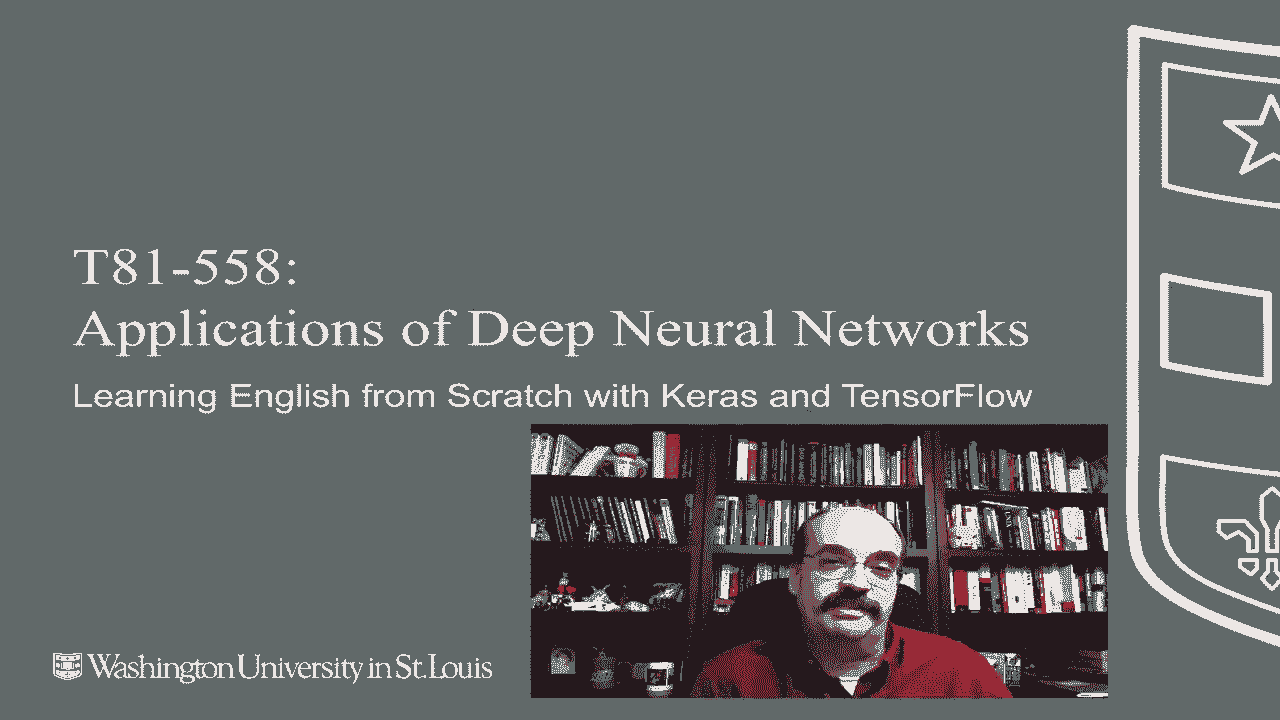 T81-558:
Applications of Deep Neural Networks
Learning English from Scratch with Keras and TensorFlow
Washington University in St. Louis